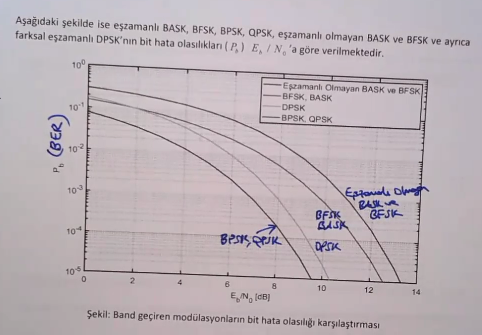 Aşağıdaki şekilde ise eşzamanlı BASK, BFSK, BPSK, QPSK, eşzamanlı olmayan BASK ve BFSK ve ayrıca
farksal eşzamanlı DPSK'nın bit hata olasılıkları (P_b) E_b / N_0 'a göre verilmektedir.
10^0
Eşzamanlı Olmayan BASK ve BFSK
BFSK, BASK
DPSK
BPSK, QPSK
10^-1
P_b (BER)
10^-2
10^-3
Eşzamanlı Olmayan
BASK ve
BFSK
BFSK
BASK
10^-4
BPSK, QPSK
DPSK
10^-5
0 2 4 6 8 10 12 14
E_b/N_0 [dB]
Şekil: Band geçiren modülasyonların bit hata olasılığı karşılaştırması